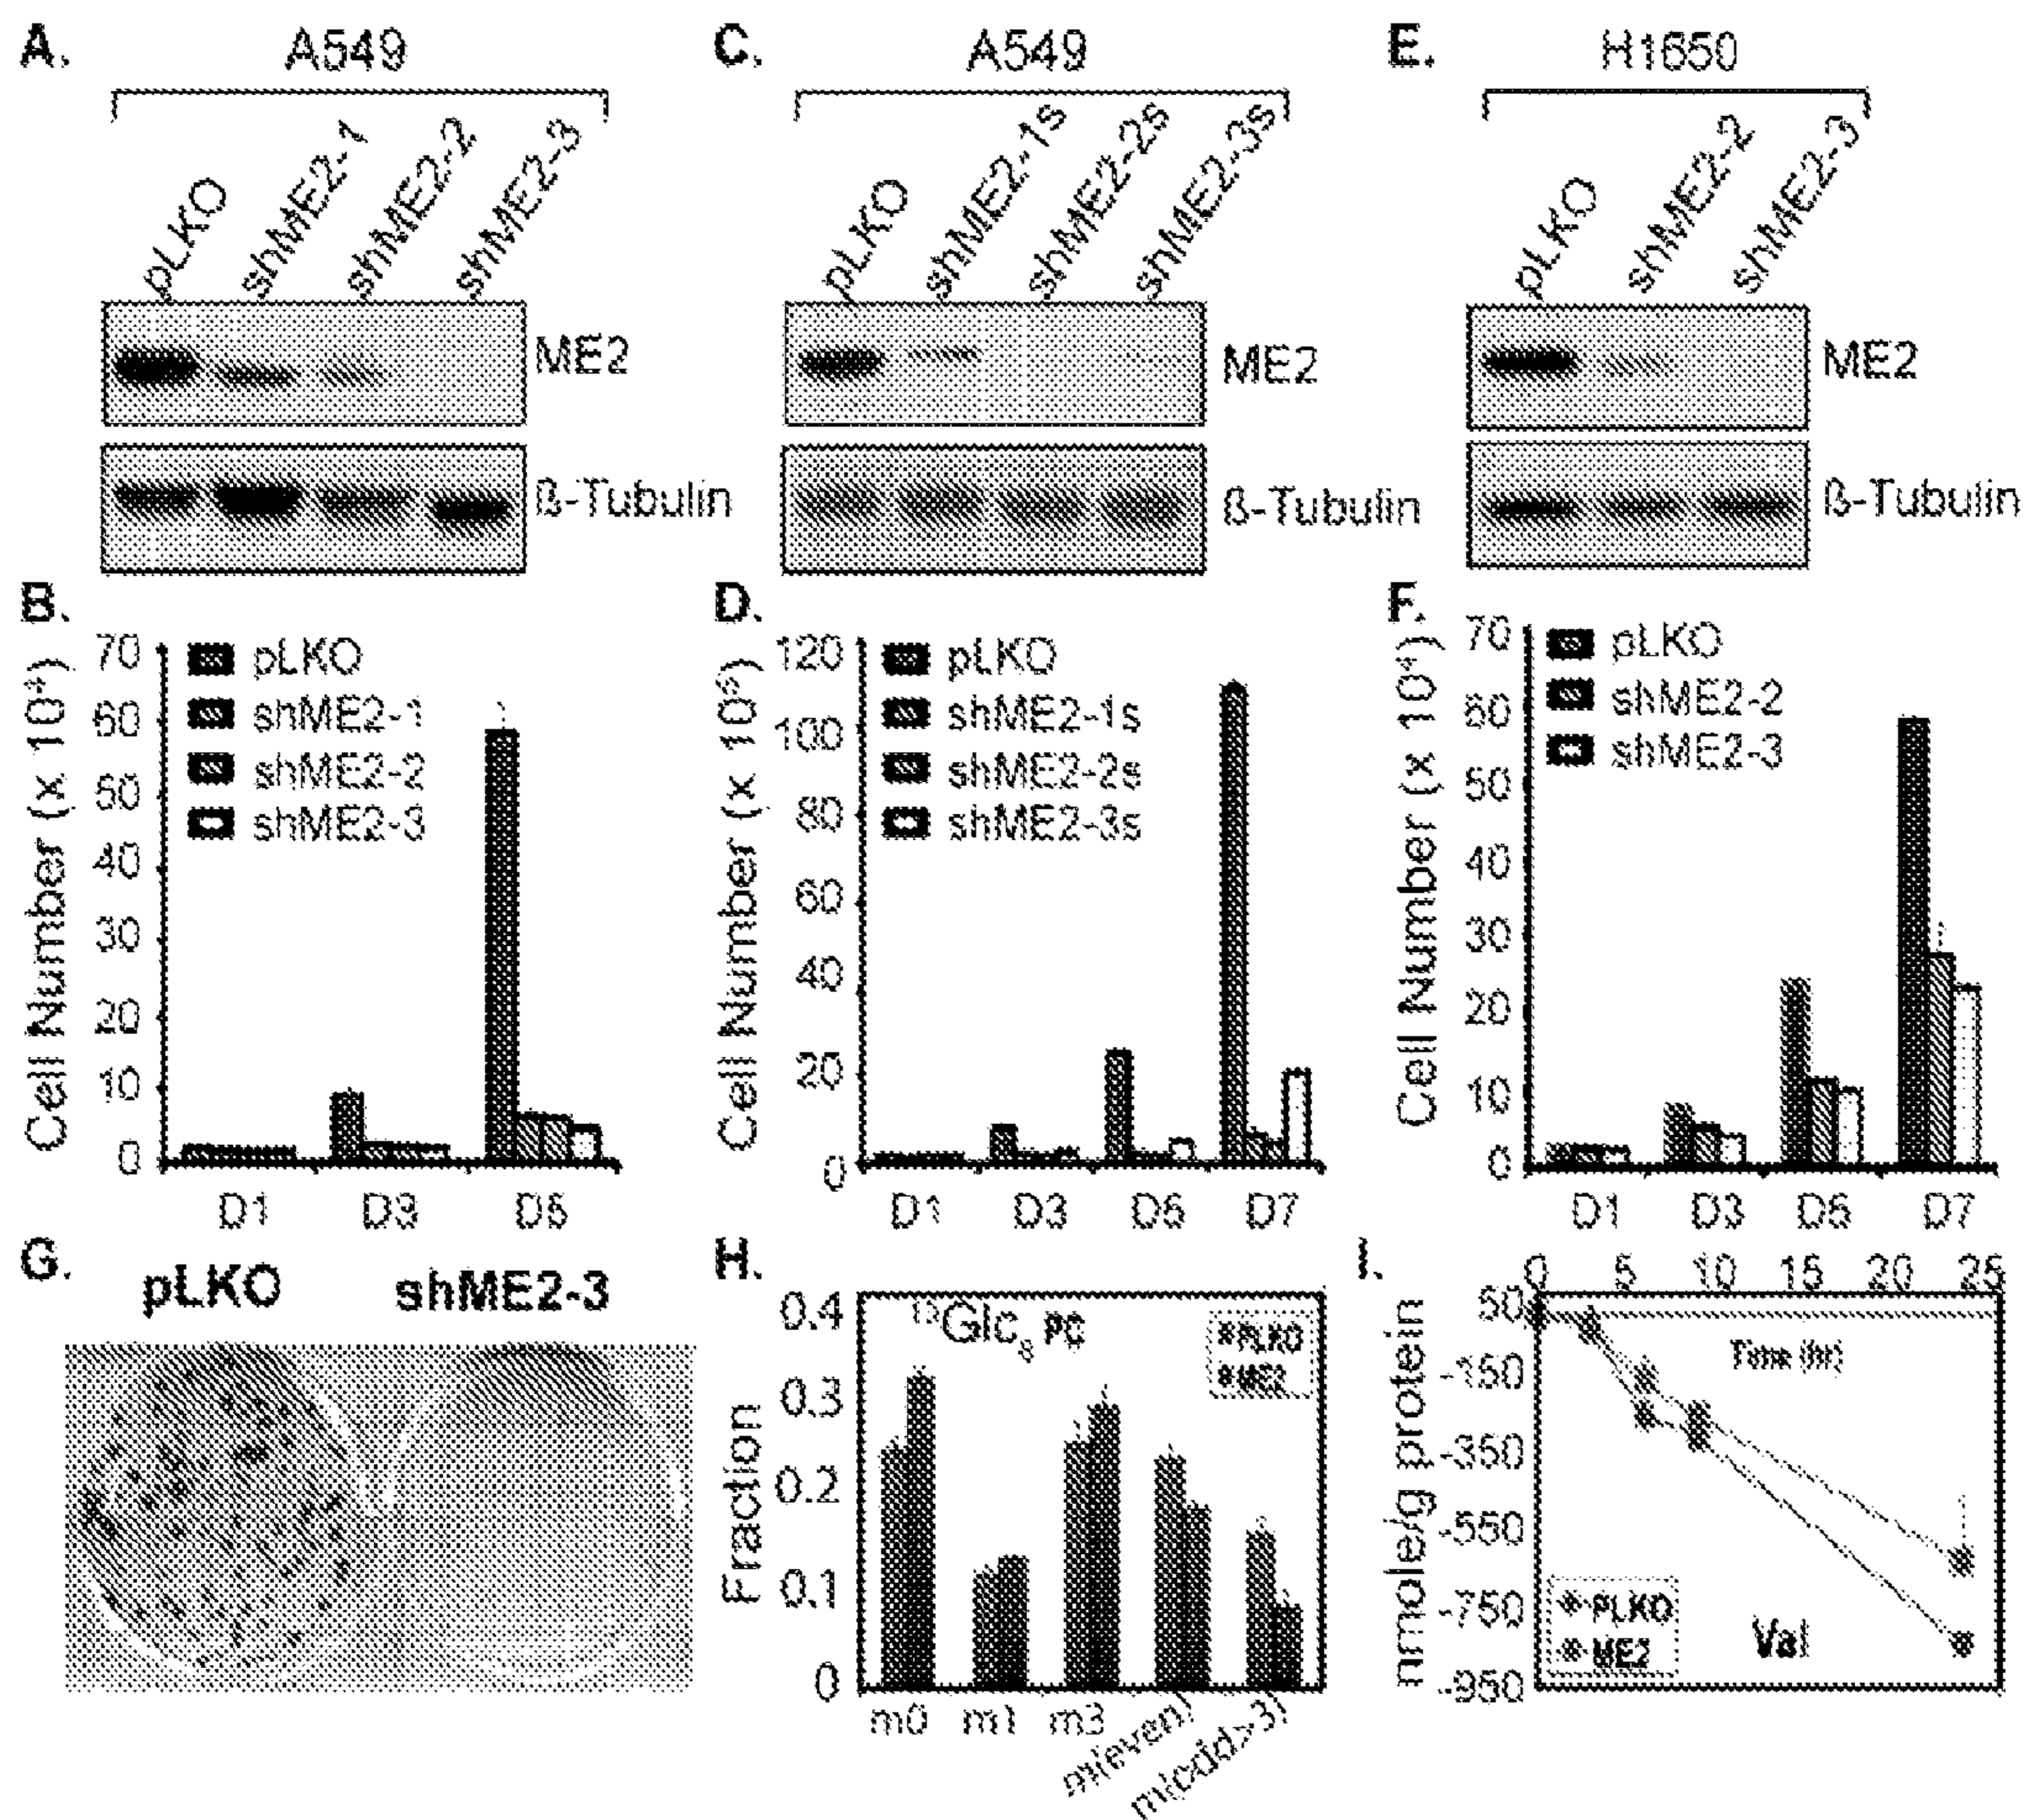 A.
A549
pLKO
shME2-1
shME2-2
shME2-3
ME2
ß-Tubulin
C.
A549
pLKO
shME2-1s
shME2-2s
shME2-3s
ME2
ß-Tubulin
E.
H1650
pLKO
shME2-2
shME2-3
ME2
ß-Tubulin
B.
Cell Number (x 10⁴)
70
60
50
40
30
20
10
0
pLKO
shME2-1
shME2-2
shME2-3
D1 D3 D5
D.
Cell Number (x 10
120
100
80
60
40
20
0
pLKO
shME2-1s
shME2-2s
shME2-3s
D1 D3 D5 D7
F.
Cell Number (x 10⁴)
70
60
50
40
30
20
10
0
pLKO
shME2-2
shME2-3
D1 D3 D5 D7
G.
pLKO shME2-3
H.
Fraction
0.4
0.3
0.2
0.1
0
¹³Glc PC
PLKO
ME2
m0 m1 m3 m(even) m(odd>3)
I.
0 5 10 15 20 25
nmole/g protein
50
-150
-350
-550
-750
-950
Time (hr)
PLKO
ME2
Val